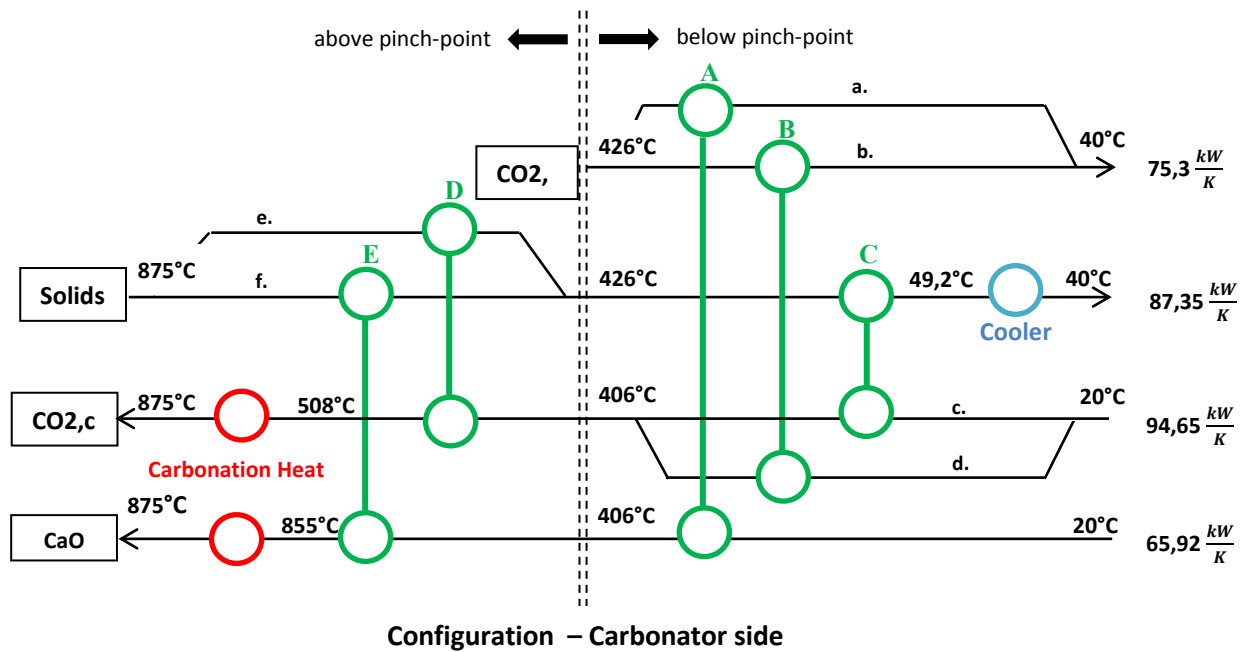 above pinch-point
below pinch-point
A
a.
B
426°C
b.
40°C
75,3 kW/K
CO2,
D
e.
E
C
875°C
f.
426°C
49,2°C
40°C
87,35 kW/K
Solids
Cooler
875°C
508°C
406°C
c.
20°C
94,65 kW/K
CO2,c
Carbonation Heat
d.
875°C
855°C
406°C
20°C
65,92 kW/K
CaO
Configuration – Carbonator side